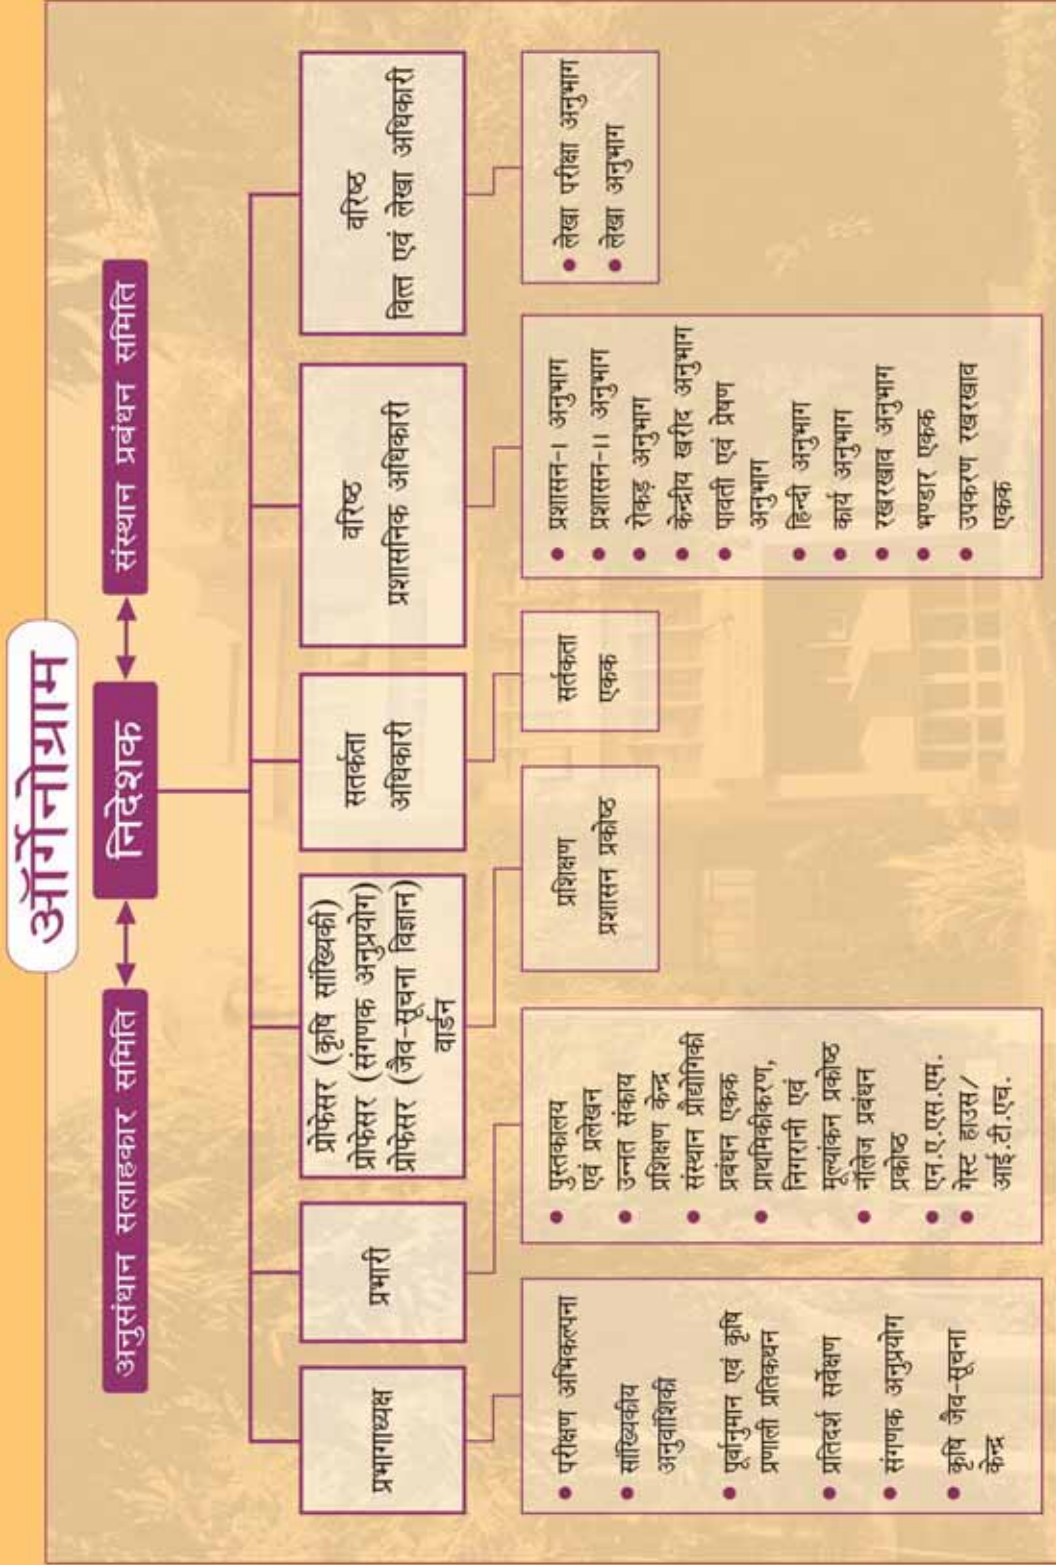 ऑर्गेनोग्राम
अनुसंधान सलाहकार समिति
निदेशक
संस्थान प्रबंधन समिति
प्रभागाध्यक्ष
प्रभारी
प्रोफेसर (कृषि सांख्यिकी)
प्रोफेसर (संगणक अनुप्रयोग)
प्रोफेसर (जैव-सूचना विज्ञान)
वार्डन
सतर्कता
अधिकारी
वरिष्ठ
प्रशासनिक अधिकारी
वरिष्ठ
वित्त एवं लेखा अधिकारी
● परीक्षण अभिकल्पना
● सांख्यिकीय
अनुवांशिकी
● पूर्वानुमान एवं कृषि
प्रणाली प्रतिकथन
● प्रतिदर्श सर्वेक्षण
● संगणक अनुप्रयोग
● कृषि जैव-सूचना
केन्द्र
● पुस्तकालय
एवं प्रलेखन
● उन्नत संकाय
प्रशिक्षण केन्द्र
● संस्थान प्रौद्योगिकी
प्रबंधन एकक
● प्राथमिकीकरण,
निगरानी एवं
मूल्यांकन प्रकोष्ठ
● नॉलेज प्रबंधन
प्रकोष्ठ
● एन.ए.एस.एम.
● गेस्ट हाउस/
आई.टी.एच.
प्रशिक्षण
प्रशासन प्रकोष्ठ
सर्तकता
एकक
● प्रशासन-I अनुभाग
● प्रशासन-II अनुभाग
● रोकड़ अनुभाग
● केन्द्रीय खरीद अनुभाग
● पावती एवं प्रेषण
अनुभाग
● हिन्दी अनुभाग
● कार्य अनुभाग
● रखरखाव अनुभाग
● भण्डार एकक
● उपकरण रखरखाव
एकक
● लेखा परीक्षा अनुभाग
● लेखा अनुभाग